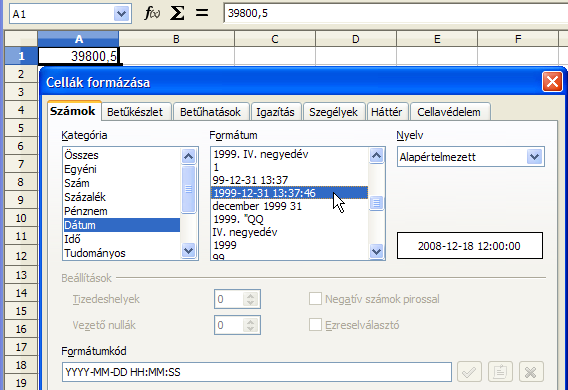 A1
39800,5
A B C D E F
1 39800,5
2
3
4
5
6
7
8
9
10
11
12
13
14
15
16
17
18
19
Cellák formázása
Számok Betűkészlet Betűhatások Igazítás Szegélyek Háttér Cellavédelem
Kategória Formátum Nyelv
Összes
Egyéni
Szám
Százalék
Pénznem
Dátum
Idő
Tudományos
1999. IV. negyedév
1
99-12-31 13:37
1999-12-31 13:37:46
december 1999 31
1999. "QQ
IV. negyedév
1999
99
Alapértelmezett
2008-12-18 12:00:00
Beállítások
Tizedeshelyek 0 Negatív számok pirossal
Vezető nullák 0 Ezreselválasztó
Formátumkód
YYYY-MM-DD HH:MM:SS